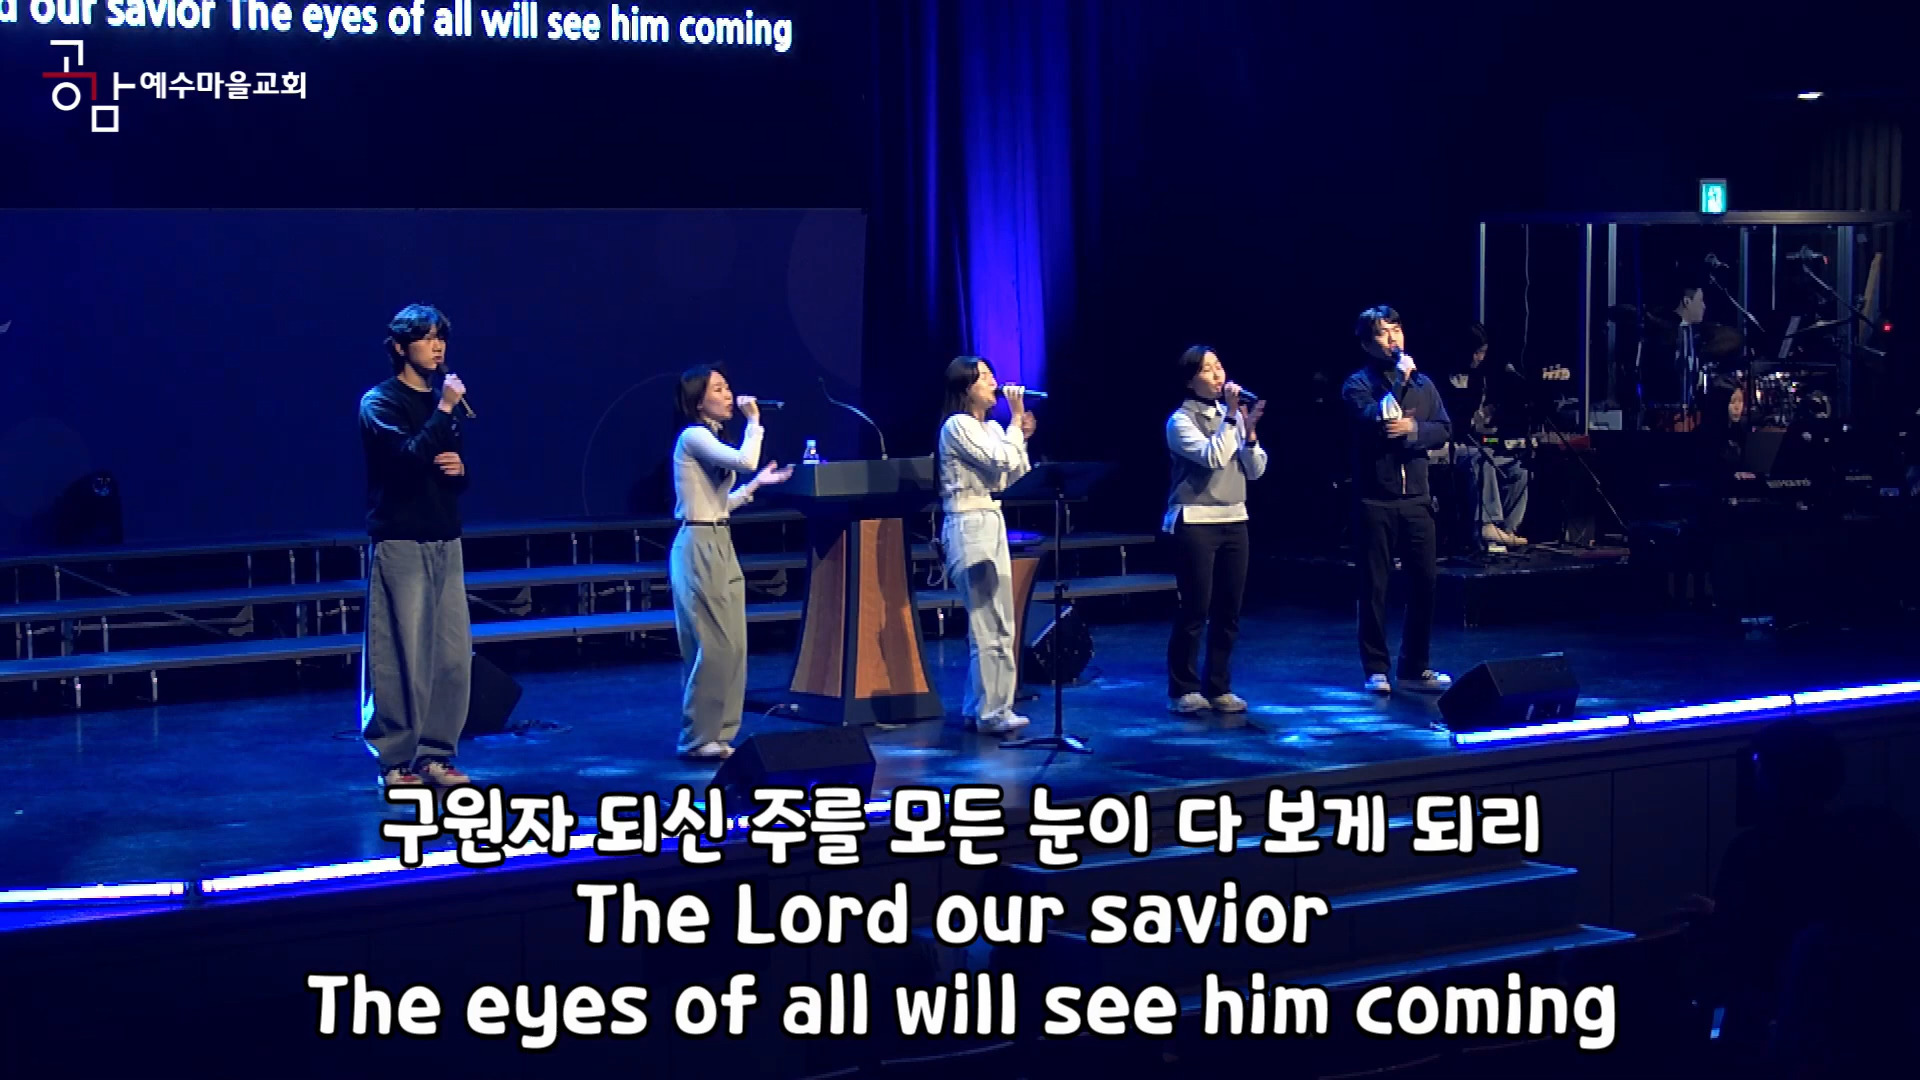 our savior The eyes of all will see him coming
공감 예수마을교회
구원자 되신 주를 모든 눈이 다 보게 되리
The Lord our savior
The eyes of all will see him coming